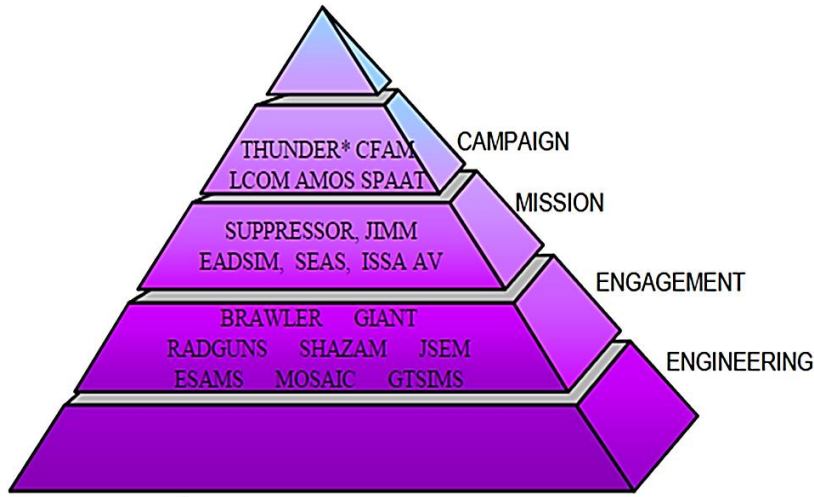 THUNDER* CFAM
CAMPAIGN
LCOM AMOS SPAAT
MISSION
SUPPRESSOR, JIMM
EADSIM, SEAS, ISSA AV
ENGAGEMENT
BRAWLER GIANT
RADGUNS SHAZAM JSEM
ENGINEERING
ESAMS MOSAIC GTSIMS